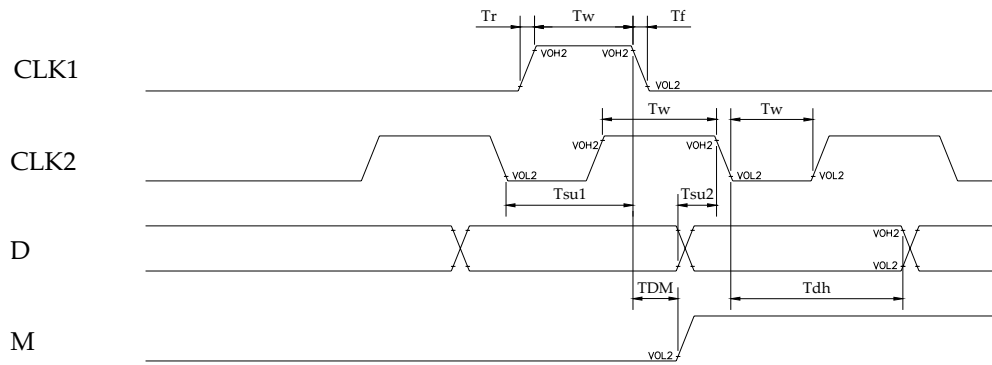 Tr Tw Tf
CLK1 VOH2 VOH2 VOL2
Tw Tw
CLK2 VOH2 VOH2
VOL2 VOL2 VOL2
Tsu1 Tsu2
D VOH2
VOL2
TDM Tdh
M
VOL2